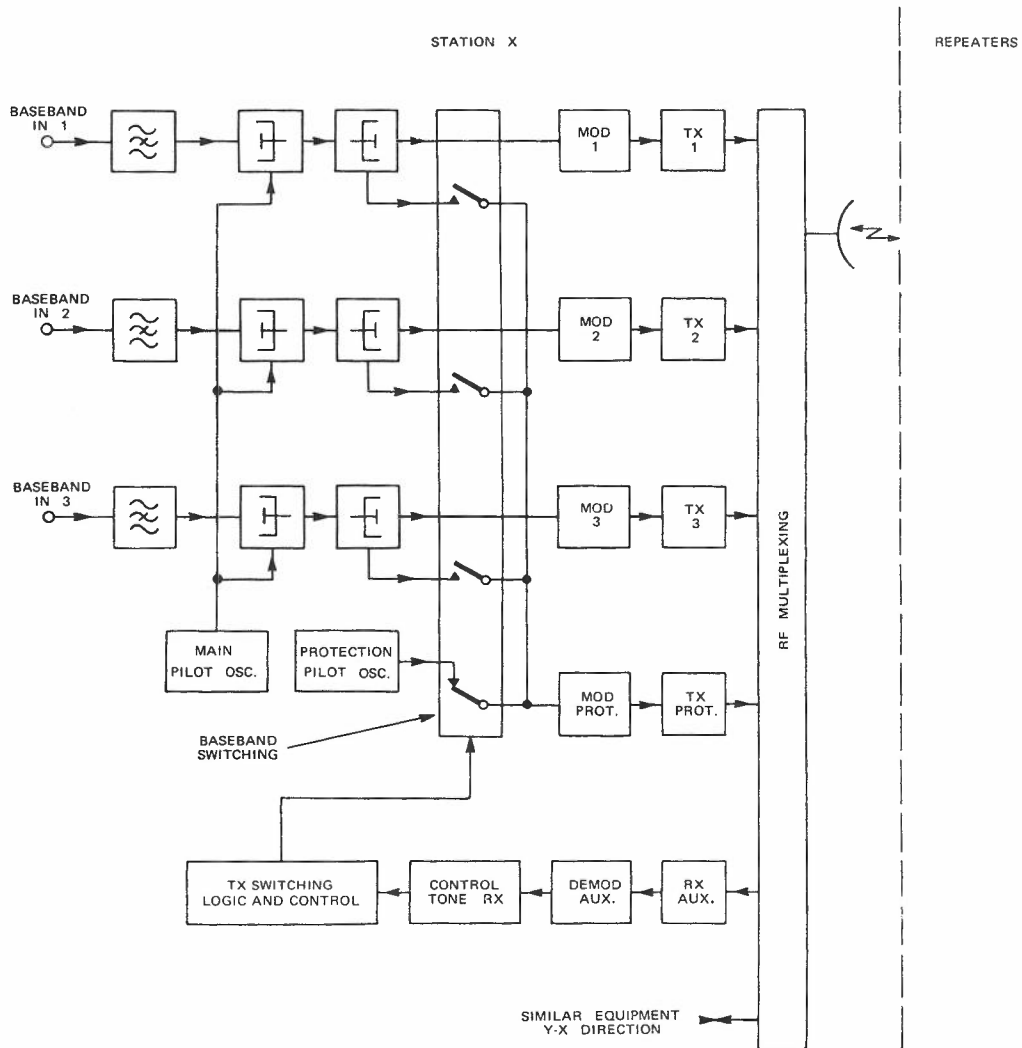 STATION X
REPEATERS
BASEBAND
IN 1
MOD
1
TX
1
BASEBAND
IN 2
MOD
2
TX
2
BASEBAND
IN 3
MOD
3
TX
3
RF MULTIPLEXING
MAIN
PILOT OSC.
PROTECTION
PILOT OSC.
MOD
PROT.
TX
PROT.
BASEBAND
SWITCHING
TX SWITCHING
LOGIC AND CONTROL
CONTROL
TONE RX
DEMOD
AUX.
RX
AUX.
SIMILAR EQUIPMENT
Y-X DIRECTION